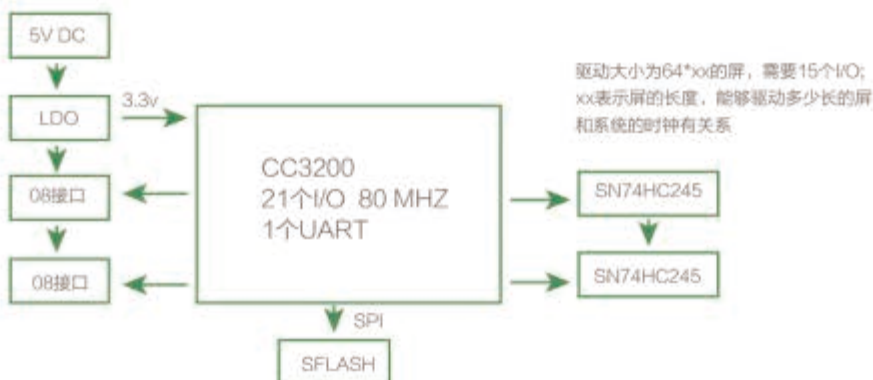 5V DC
LDO
3.3v
08接口
08接口
CC3200
21个I/O 80 MHZ
1个UART
SPI
SFLASH
驱动大小为64*xx的屏，需要15个I/O;
xx表示屏的长度，能够驱动多少长的屏
和系统的时钟有关系
SN74HC245
SN74HC245